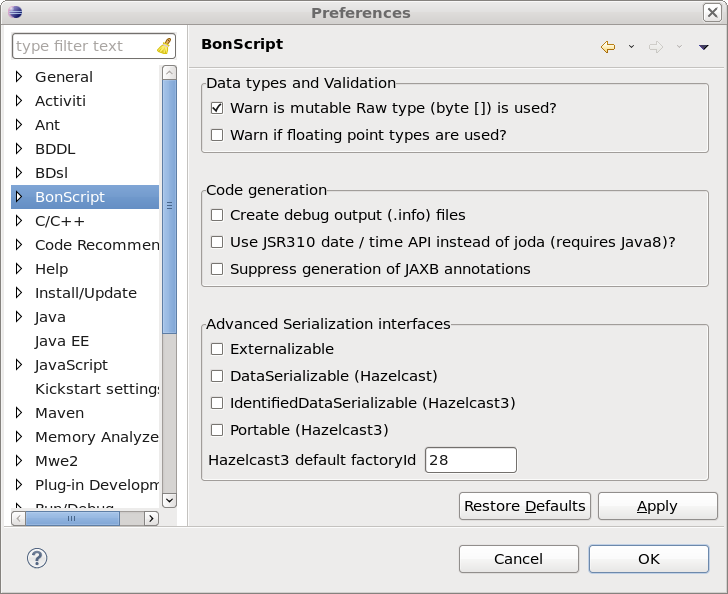 Preferences
type filter text
General
Activiti
Ant
BDDL
BDsl
BonScript
C/C++
Code Recommen
Help
Install/Update
Java
Java EE
JavaScript
Kickstart settings
Maven
Memory Analyze
Mwe2
Plug-in Developm
Run/Debug
BonScript
Data types and Validation
Warn is mutable Raw type (byte []) is used?
Warn if floating point types are used?
Code generation
Create debug output (.info) files
Use JSR310 date / time API instead of joda (requires Java8)?
Suppress generation of JAXB annotations
Advanced Serialization interfaces
Externalizable
DataSerializable (Hazelcast)
IdentifiedDataSerializable (Hazelcast3)
Portable (Hazelcast3)
Hazelcast3 default factoryId 28
Restore Defaults Apply
? Cancel OK